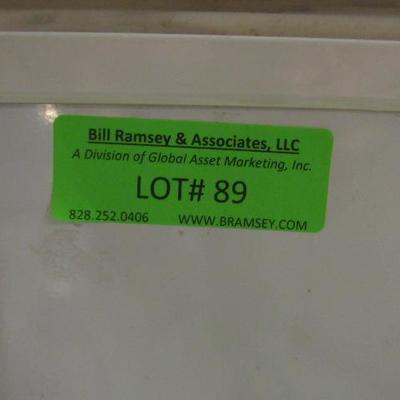 Bill Ramsey & Associates, LLC
A Division of Global Asset Marketing, Inc.
LOT# 89
828.252.0406 WWW.BRAMSEY.COM